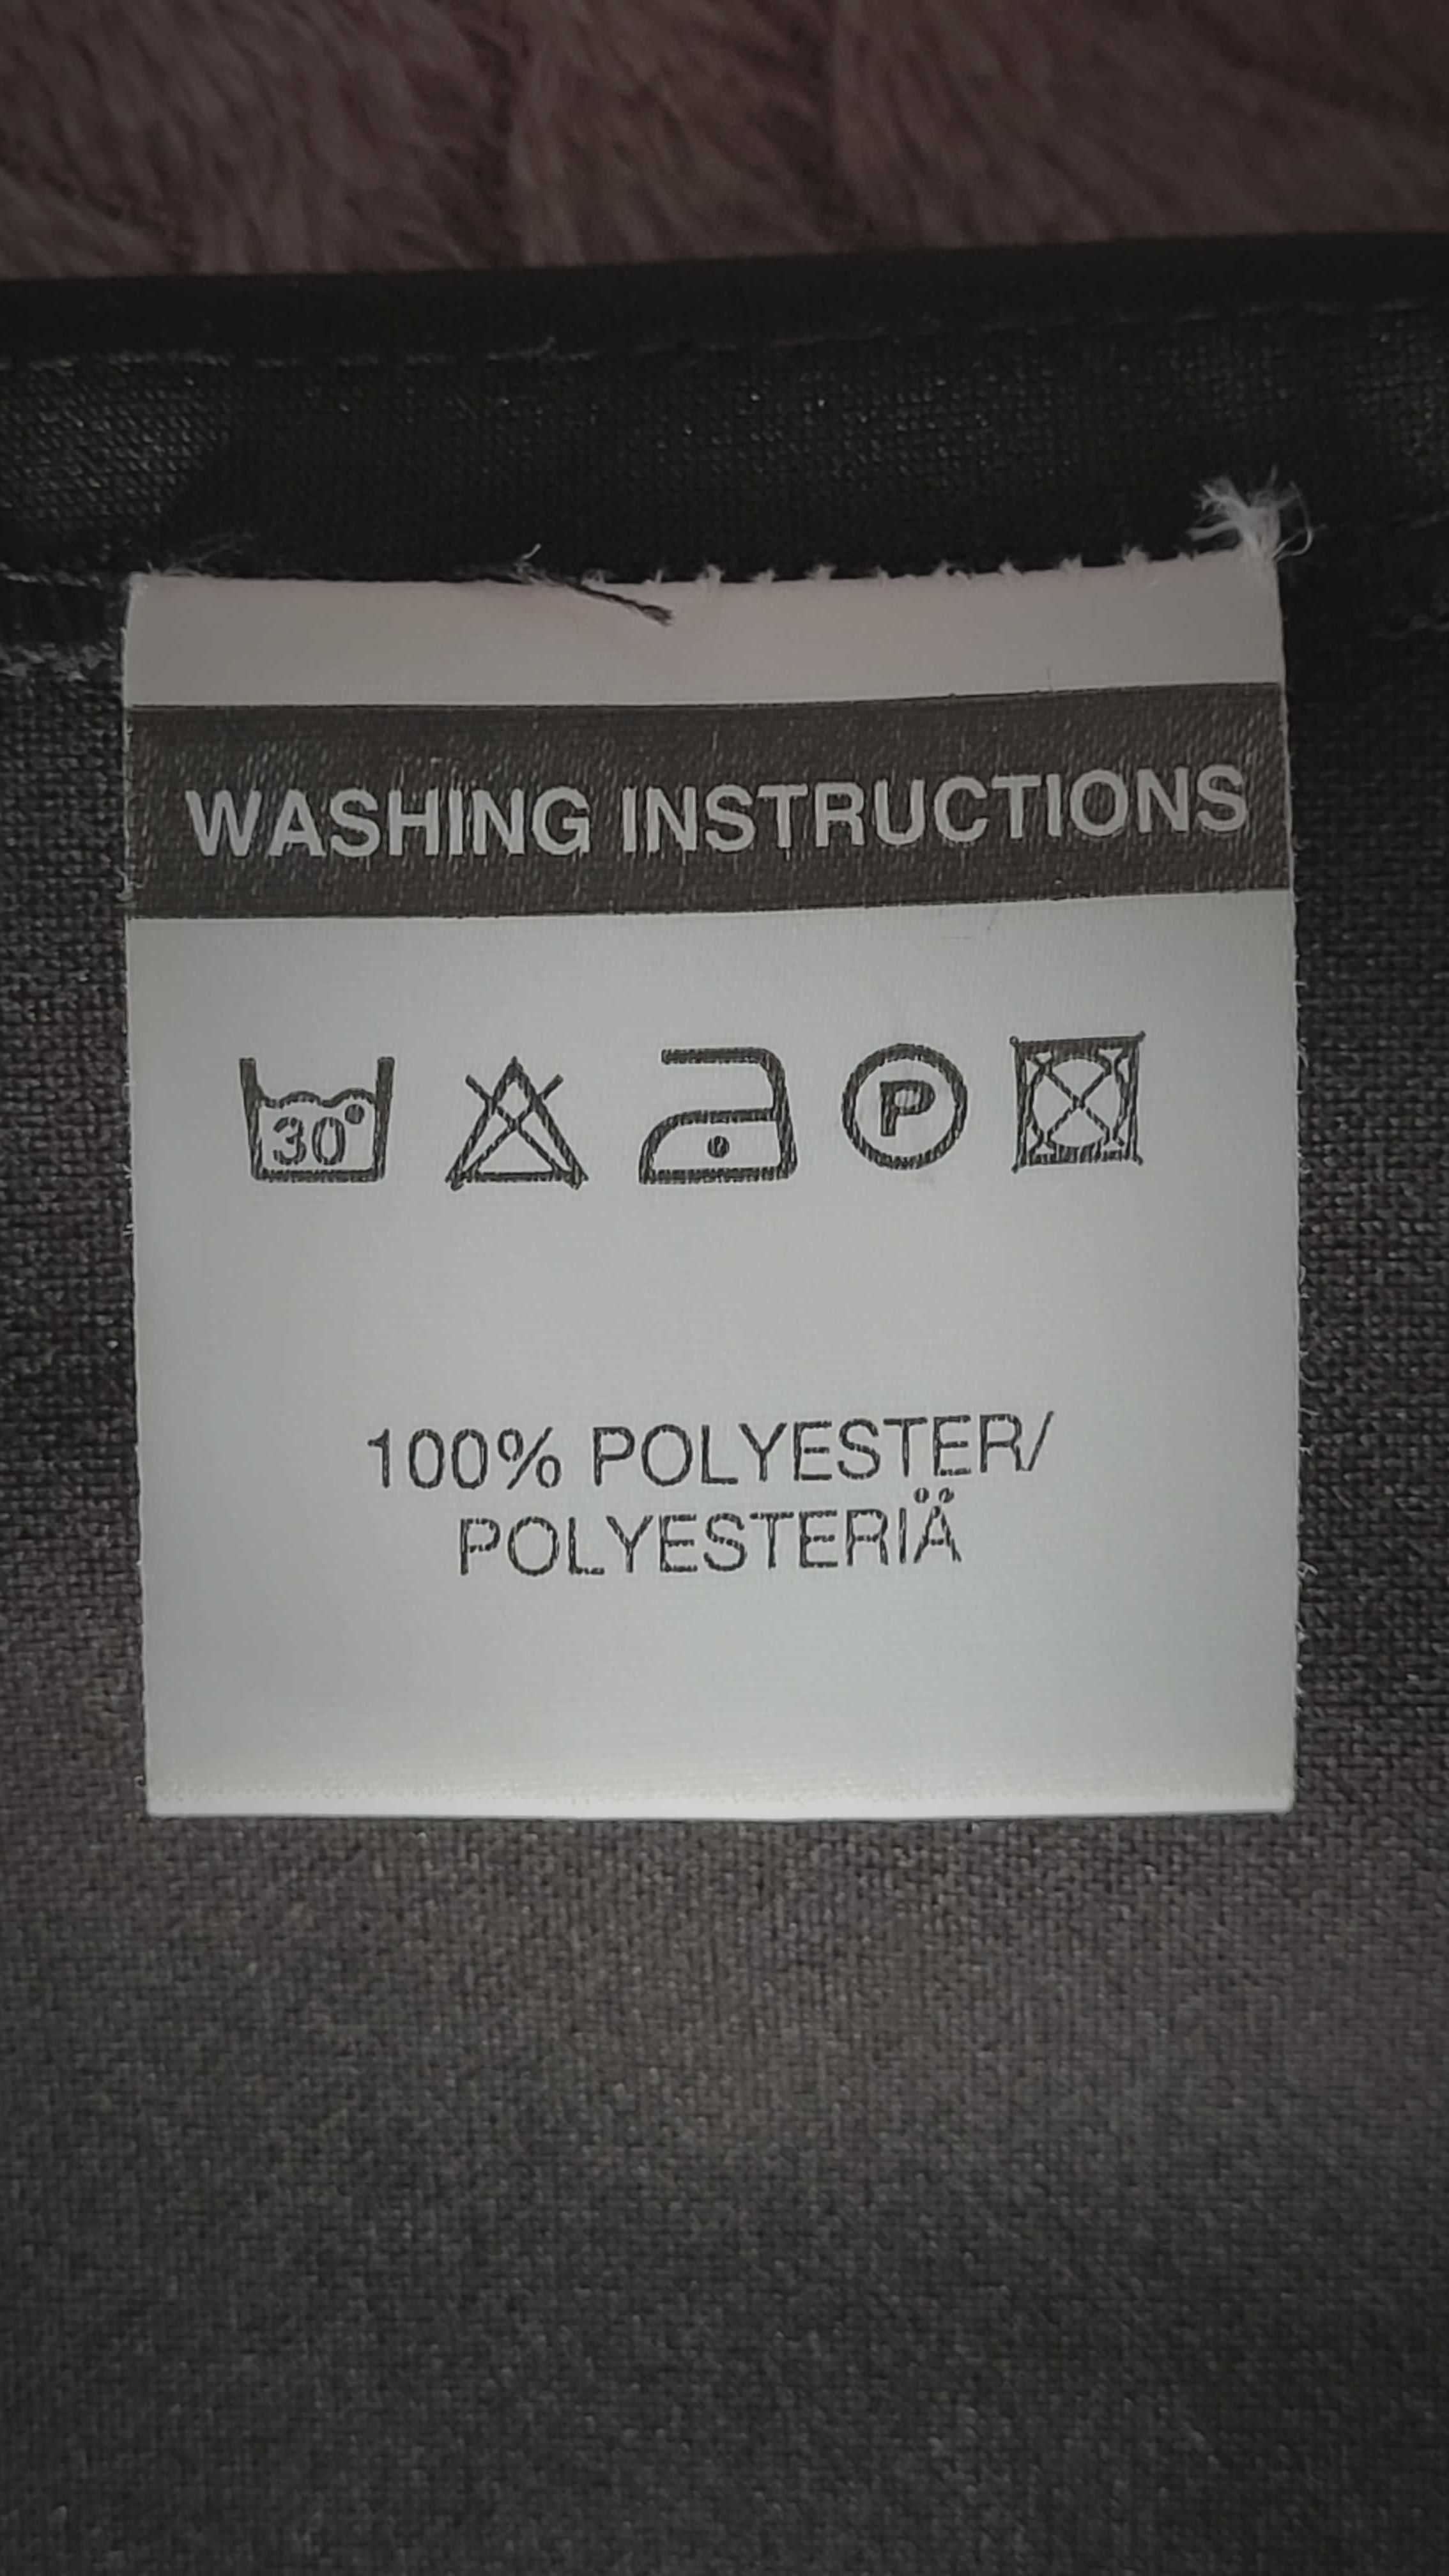 WASHING INSTRUCTIONS
30°
P
100% POLYESTER/
POLYESTERIÄ